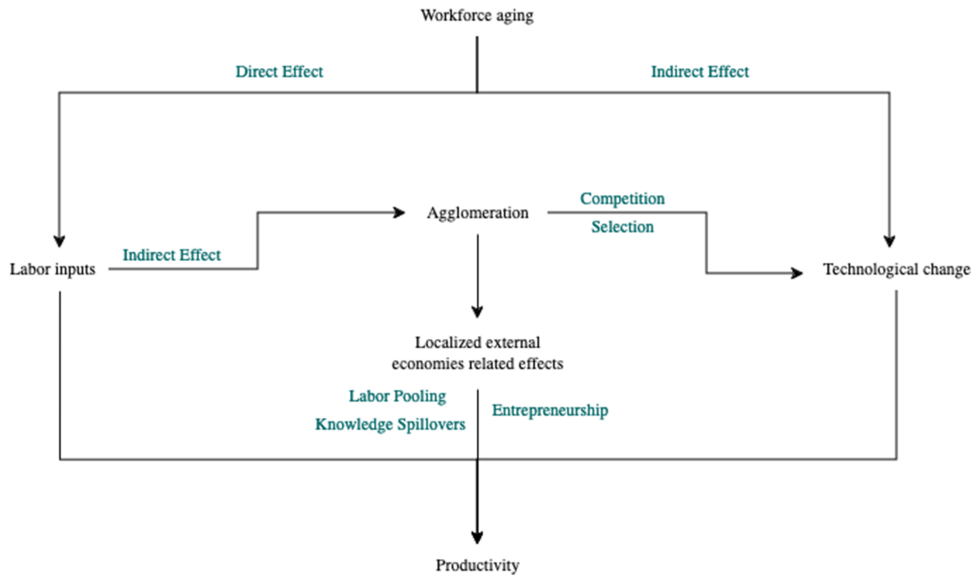 Workforce aging
Direct Effect
Indirect Effect
Competition
Agglomeration
Selection
Indirect Effect
Labor inputs
Technological change
Localized external
economies related effects
Labor Pooling
Entrepreneurship
Knowledge Spillovers
Productivity